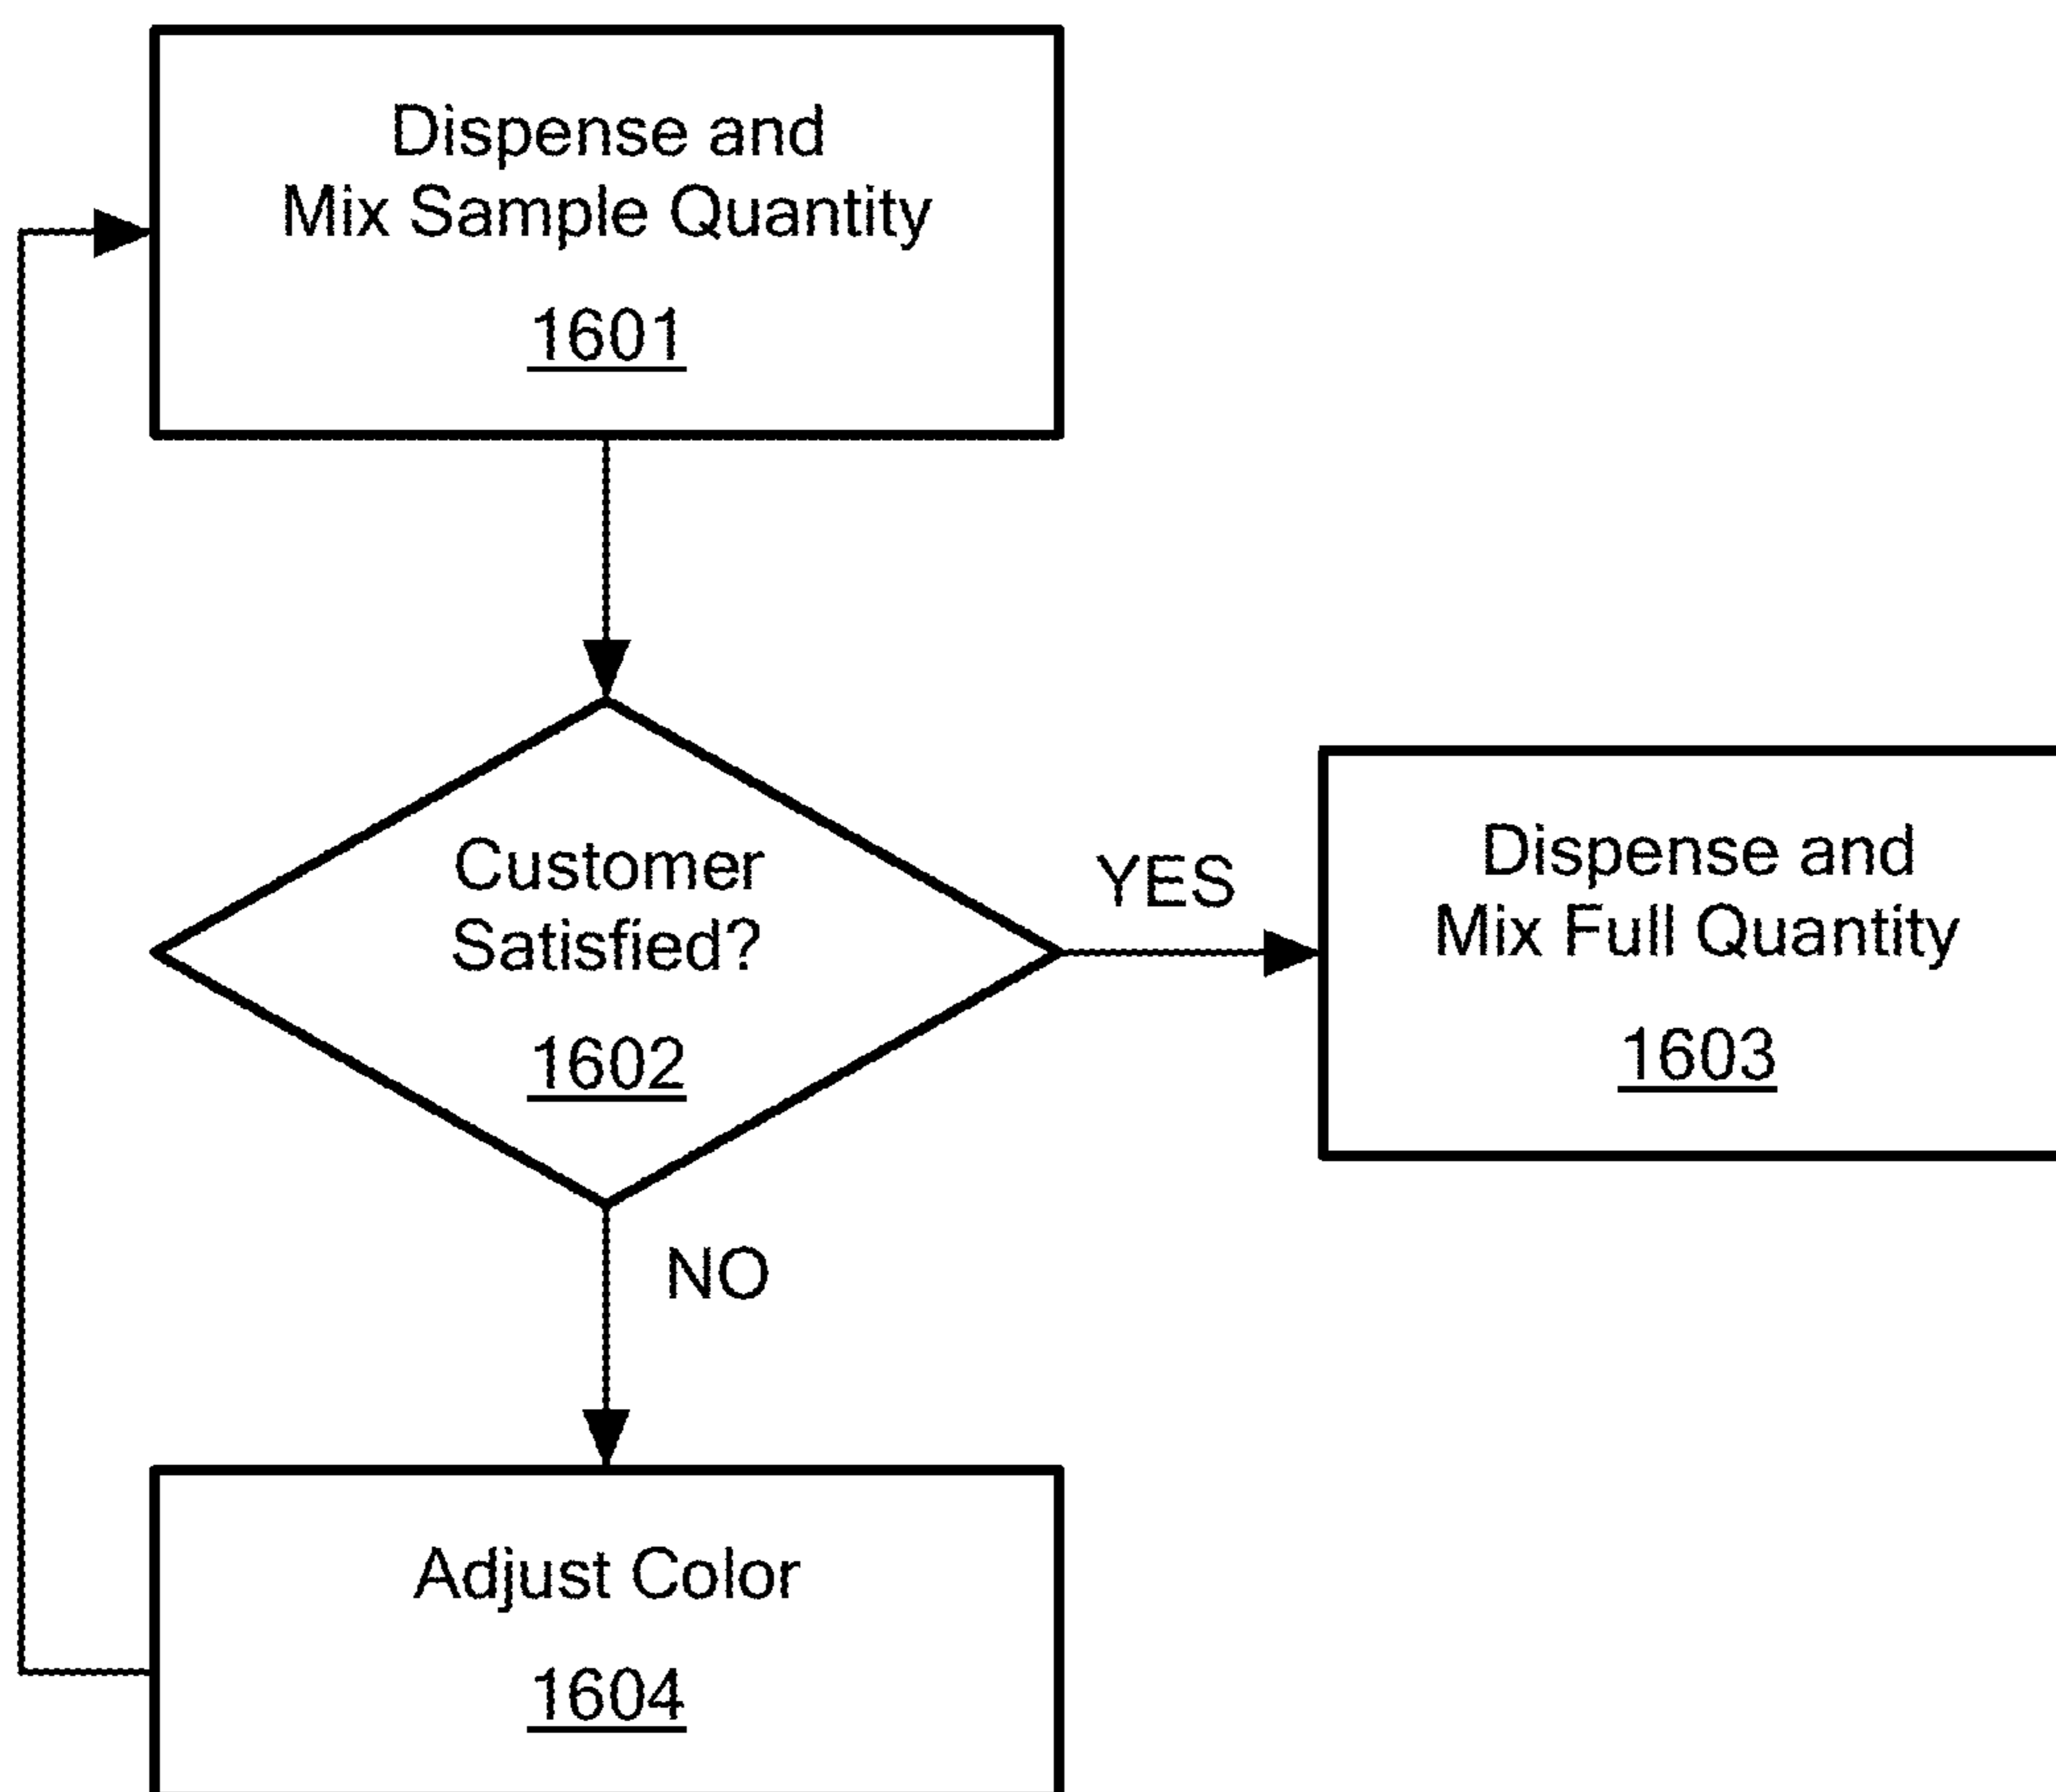 Dispense and
Mix Sample Quantity
1601
Customer
Satisfied?
1602
YES
Dispense and
Mix Full Quantity
1603
NO
Adjust Color
1604